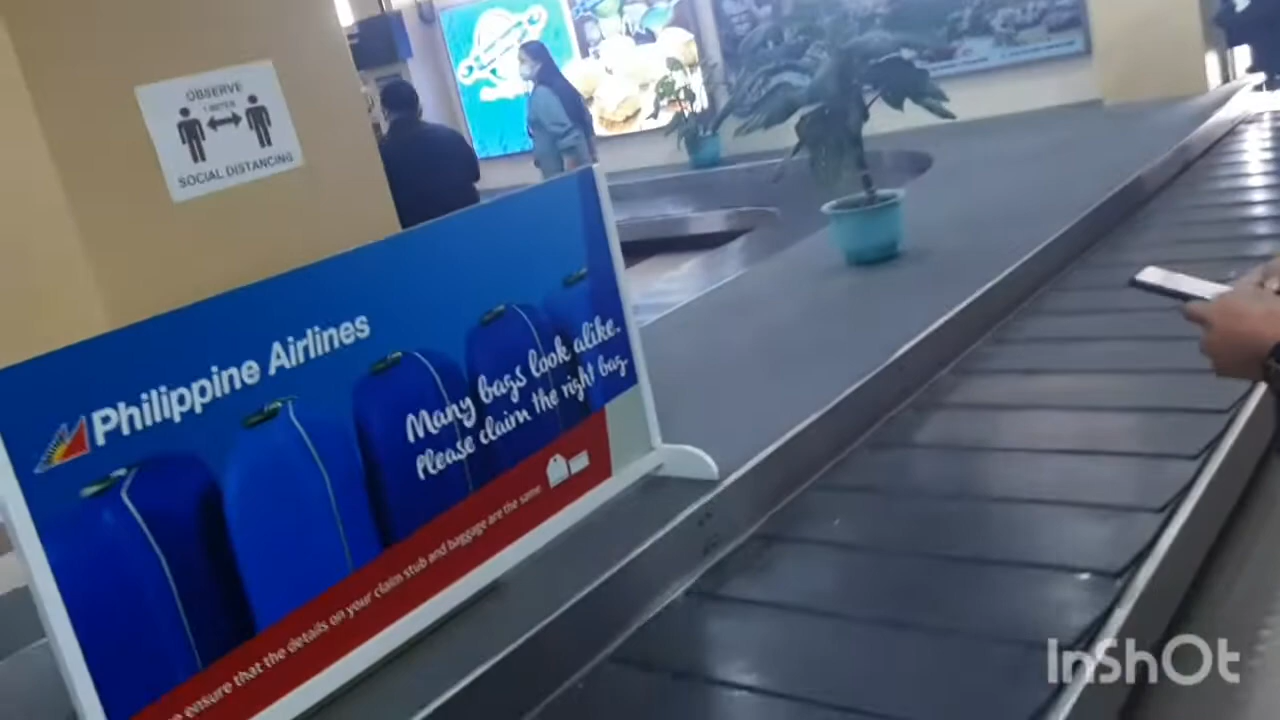 OBSERVE
1 METER
SOCIAL DISTANCING
Philippine Airlines
Many bags look alike.
Please claim the right bag.
ensure that the details on your claim stub and baggage are the same
InShOt